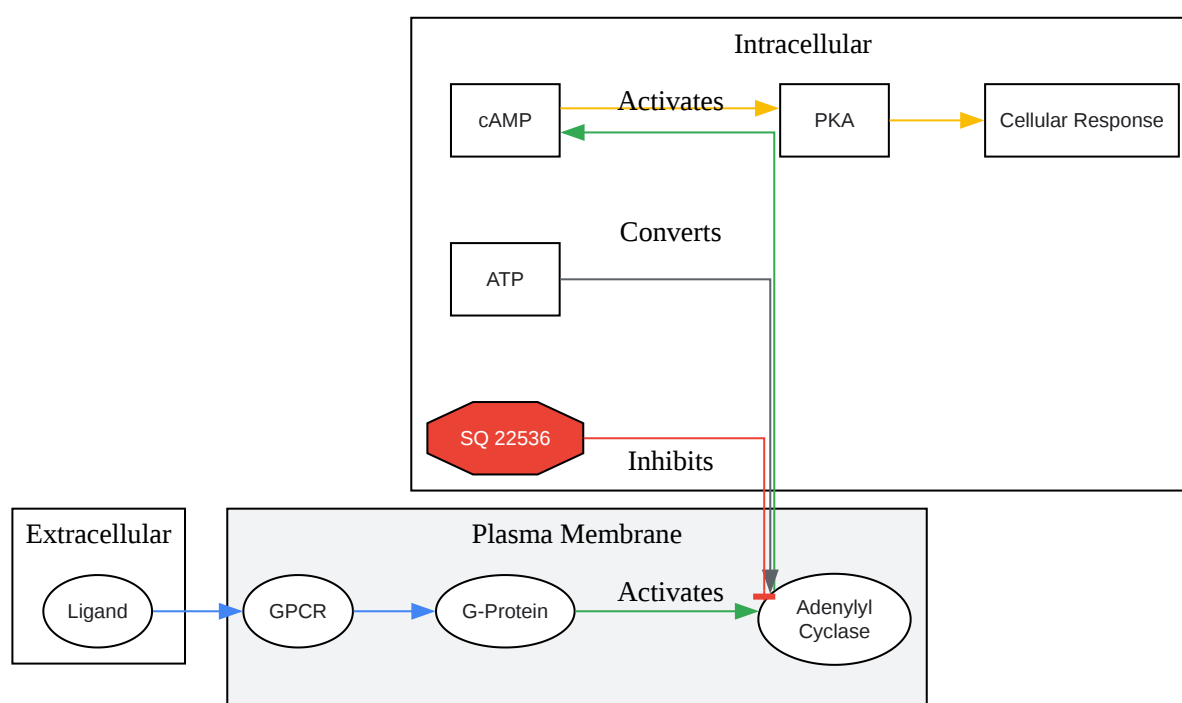 Intracellular
cAMP
Activates
PKA
Cellular Response
Converts
ATP
SQ 22536
Inhibits
Extracellular
Plasma Membrane
Ligand
GPCR
G-Protein
Activates
Adenylyl
Cyclase